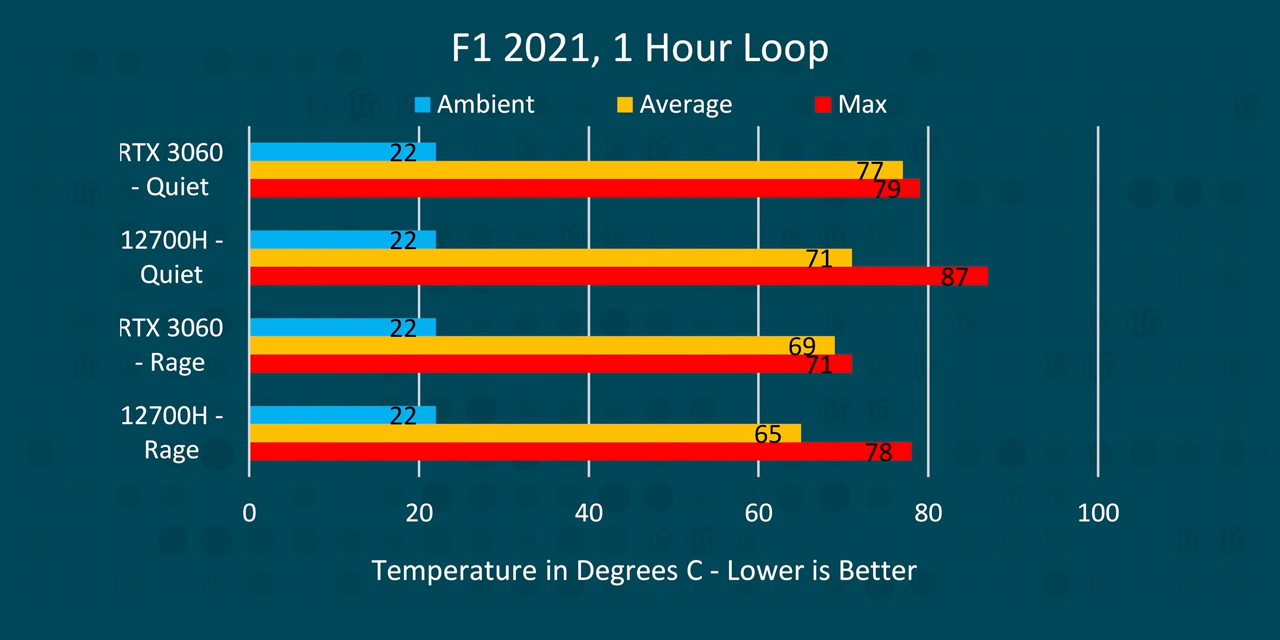 F1 2021, 1 Hour Loop
Ambient Average Max
RTX 3060
- Quiet
22
77
79
12700H -
Quiet
22
71
87
RTX 3060
- Rage
22
69
71
12700H -
Rage
22
65
78
0 20 40 60 80 100
Temperature in Degrees C - Lower is Better